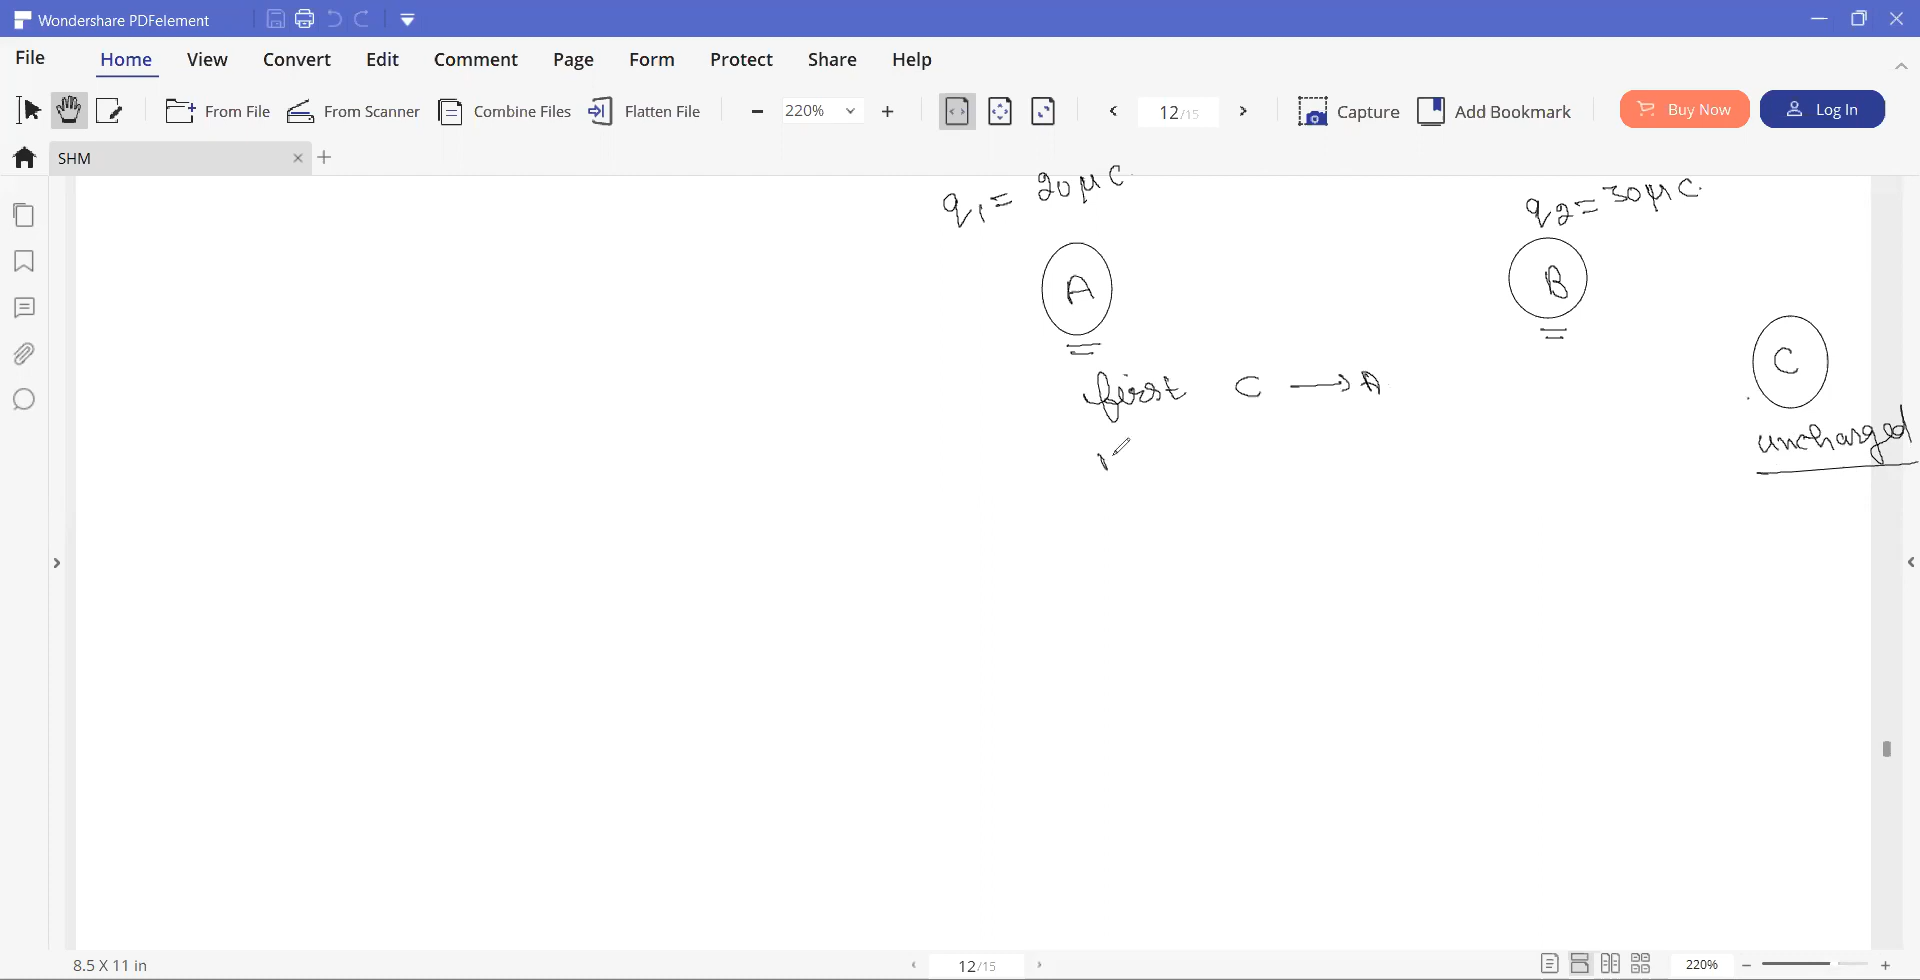 Wondershare PDFelement
File Home View Convert Edit Comment Page Form Protect Share Help
From File From Scanner Combine Files Flatten File 220% 12/15 Capture Add Bookmark Buy Now Log In
SHM
q1 = 20μC
q2 = 30μC
A
B
C
first C → A
uncharged
8.5 X 11 in 12/15 220%